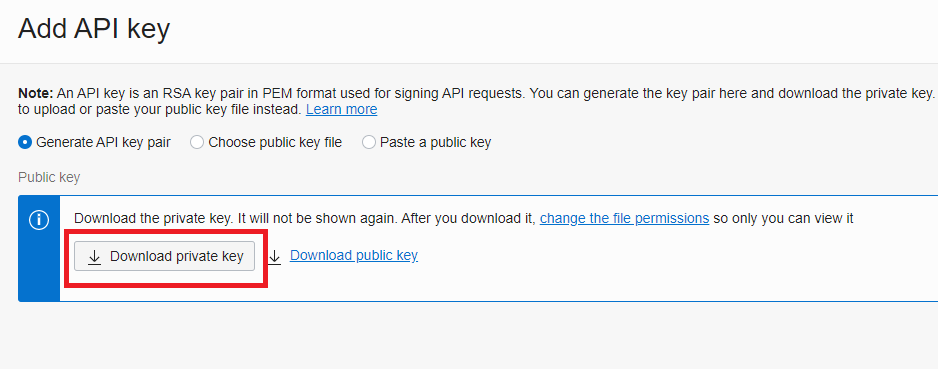 Add API key
Note: An API key is an RSA key pair in PEM format used for signing API requests. You can generate the key pair here and download the private key.
to upload or paste your public key file instead. Learn more
Generate API key pair Choose public key file Paste a public key
Public key
Download the private key. It will not be shown again. After you download it, change the file permissions so only you can view it
Download private key Download public key